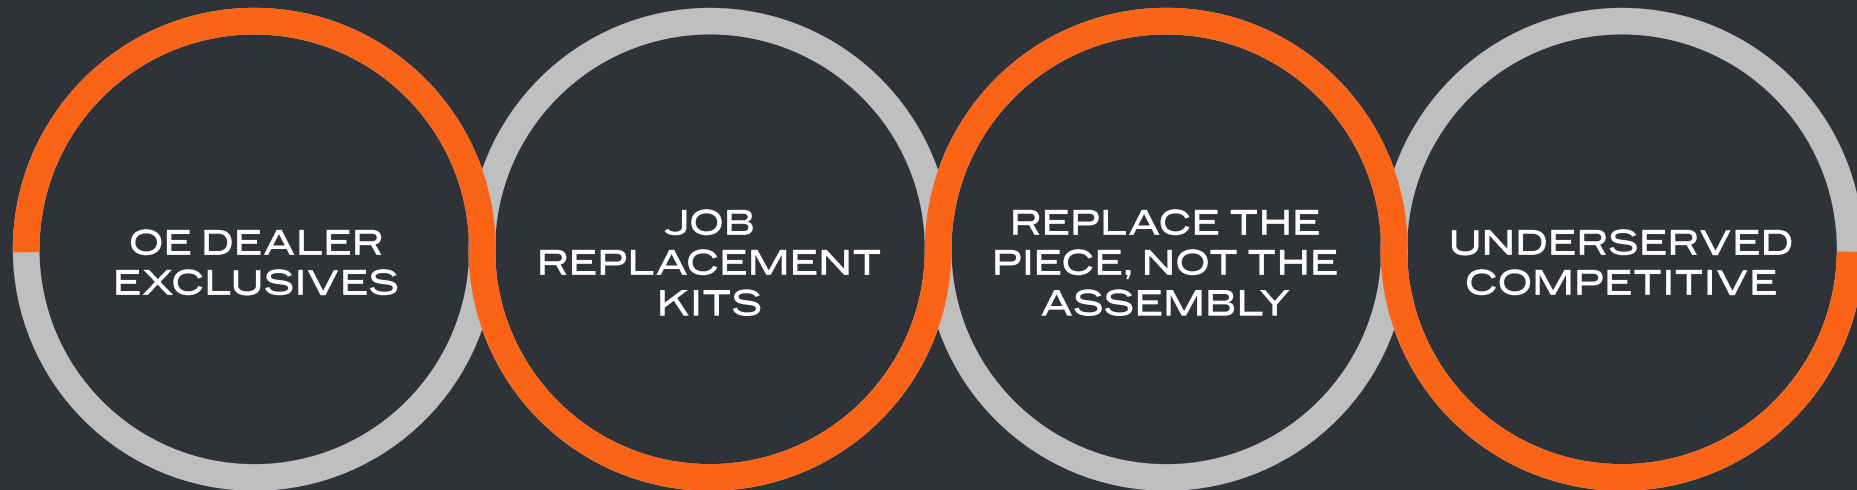 OE DEALER
EXCLUSIVES
JOB
REPLACEMENT
KITS
REPLACE THE
PIECE, NOT THE
ASSEMBLY
UNDERSERVED
COMPETITIVE